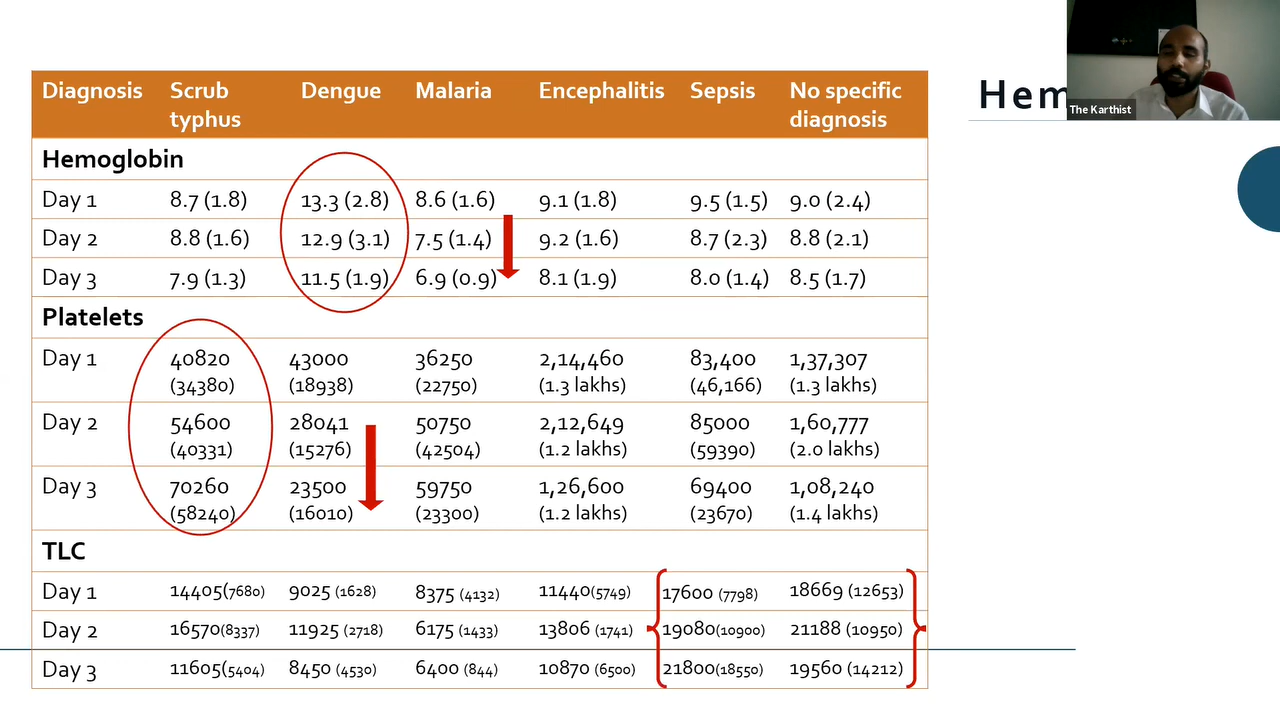 Diagnosis Scrub typhus Dengue Malaria Encephalitis Sepsis No specific diagnosis
Hemoglobin
Day 1 8.7 (1.8) 13.3 (2.8) 8.6 (1.6) 9.1 (1.8) 9.5 (1.5) 9.0 (2.4)
Day 2 8.8 (1.6) 12.9 (3.1) 7.5 (1.4) 9.2 (1.6) 8.7 (2.3) 8.8 (2.1)
Day 3 7.9 (1.3) 11.5 (1.9) 6.9 (0.9) 8.1 (1.9) 8.0 (1.4) 8.5 (1.7)
Platelets
Day 1 40820 43000 36250 2,14,460 83,400 1,37,307
(34380) (18938) (22750) (1.3 lakhs) (46,166) (1.3 lakhs)
Day 2 54600 28041 50750 2,12,649 85000 1,60,777
(40331) (15276) (42504) (1.2 lakhs) (59390) (2.0 lakhs)
Day 3 70260 23500 59750 1,26,600 69400 1,08,240
(58240) (16010) (23300) (1.2 lakhs) (23670) (1.4 lakhs)
TLC
Day 1 14405(7680) 9025 (1628) 8375 (4132) 11440(5749) 17600 (7798) 18669 (12653)
Day 2 16570(8337) 11925 (2718) 6175 (1433) 13806 (1741) 19080(10900) 21188 (10950)
Day 3 11605(5404) 8450 (4530) 6400 (844) 10870 (6500) 21800(18550) 19560 (14212)
Hem
The Karthist